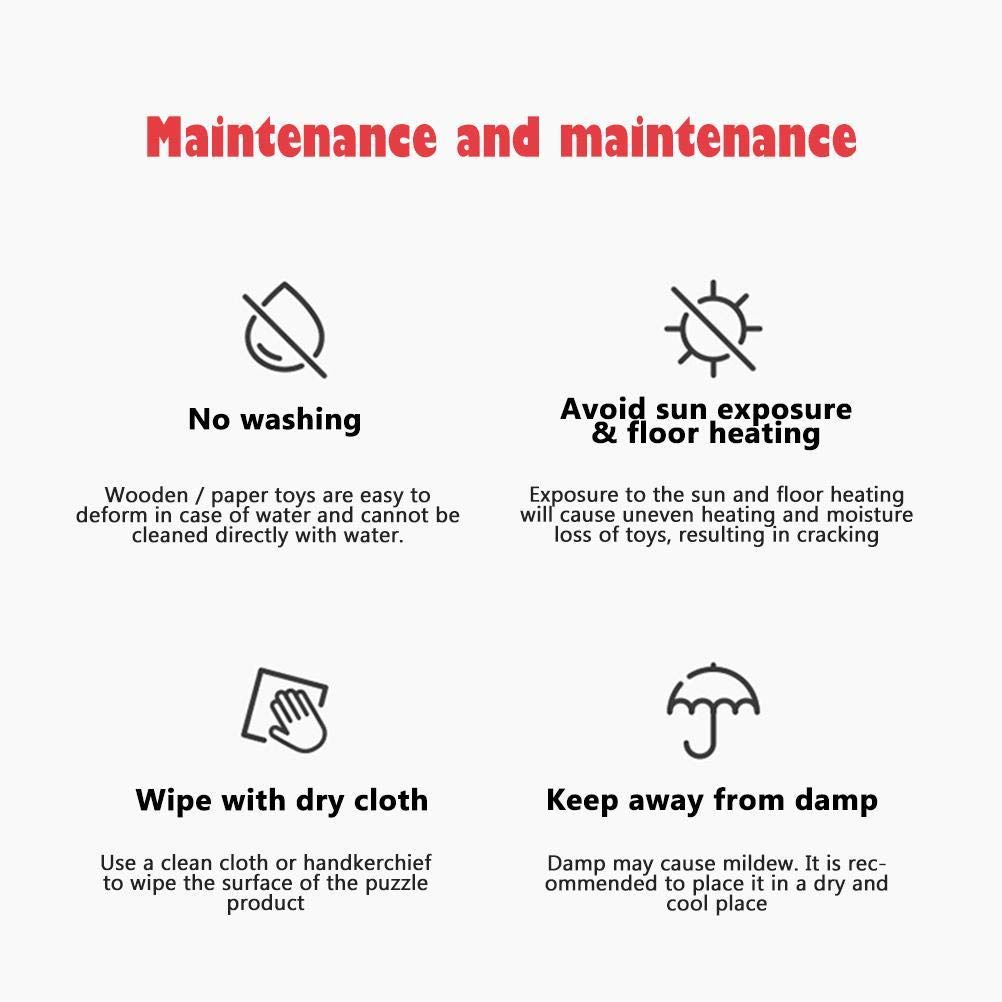 Maintenance and maintenance
No washing
Wooden / paper toys are easy to
deform in case of water and cannot be
cleaned directly with water.
Avoid sun exposure
& floor heating
Exposure to the sun and floor heating
will cause uneven heating and moisture
loss of toys, resulting in cracking
Wipe with dry cloth
Use a clean cloth or handkerchief
to wipe the surface of the puzzle
product
Keep away from damp
Damp may cause mildew. It is rec-
ommended to place it in a dry and
cool place